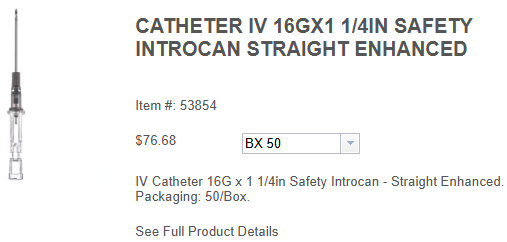 CATHETER IV 16GX1 1/4IN SAFETY
INTROCAN STRAIGHT ENHANCED
Item #: 53854
$76.68
BX 50
IV Catheter 16G x 1 1/4in Safety Introcan - Straight Enhanced.
Packaging: 50/Box.
See Full Product Details